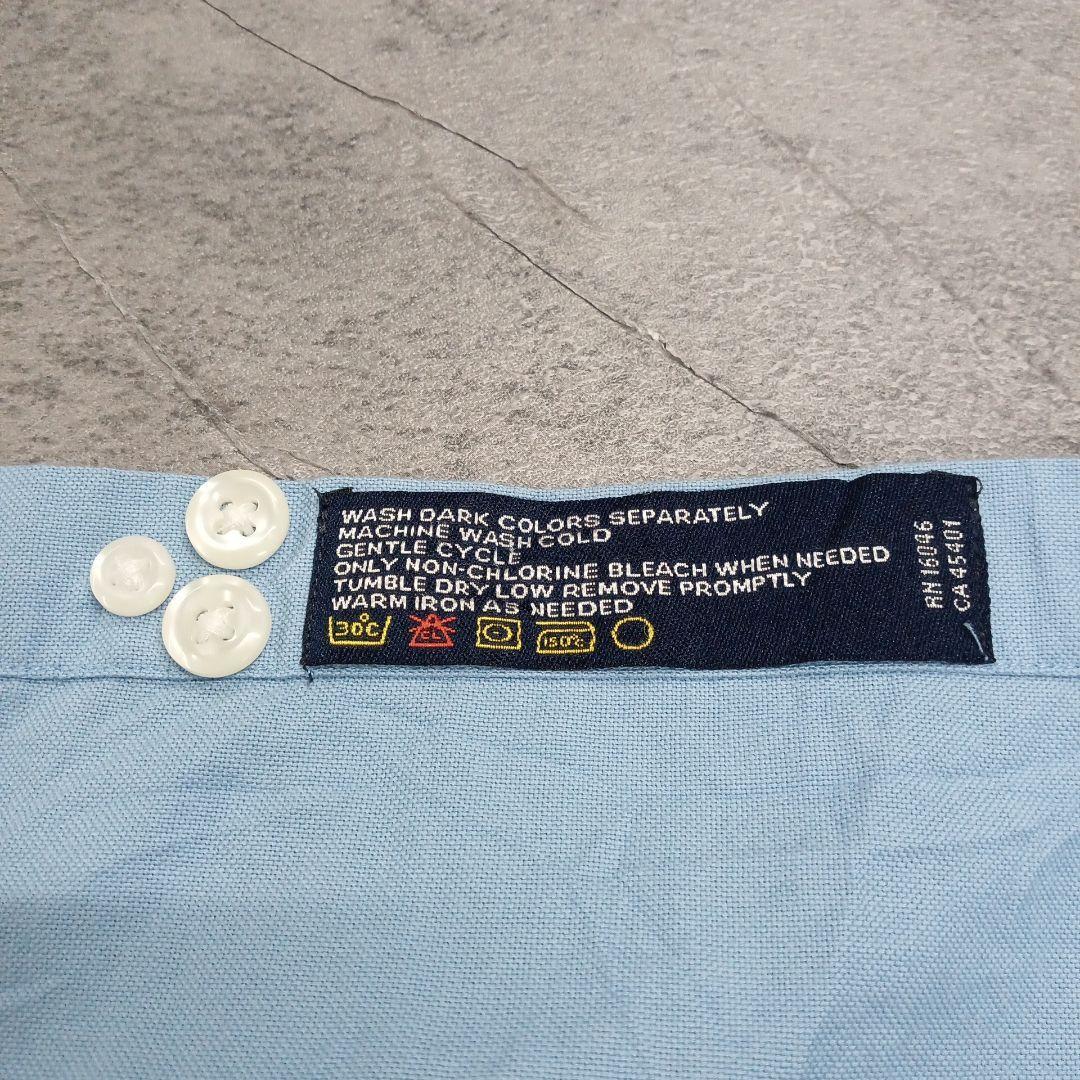 WASH DARK COLORS SEPARATELY
MACHINE WASH COLD
GENTLE CYCLE
ONLY NON-CHLORINE BLEACH WHEN NEEDED
TUMBLE DRY LOW REMOVE PROMPTLY
WARM IRON AS NEEDED
30°C CL 150°C
RN 16046
CA 45401